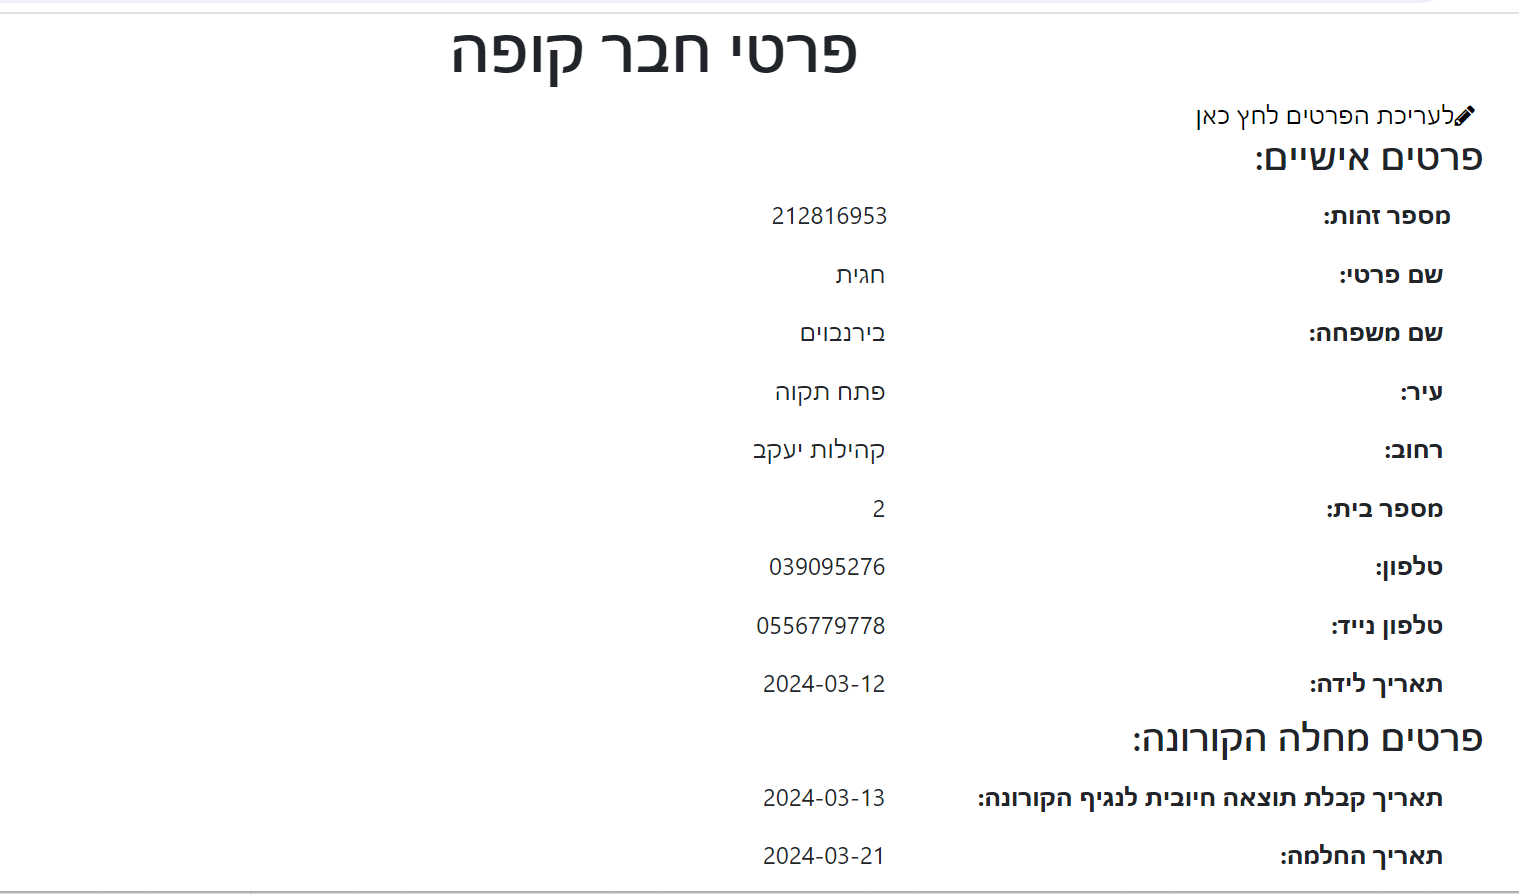 פרטי חבר קופה
לעריכת הפרטים לחץ כאן
פרטים אישיים:
מספר זהות: 212816953
שם פרטי: חגית
שם משפחה: בירנבוים
עיר: פתח תקוה
רחוב: קהילות יעקב
מספר בית: 2
טלפון: 039095276
טלפון נייד: 0556779778
תאריך לידה: 2024-03-12
פרטים מחלה הקורונה:
תאריך קבלת תוצאה חיובית לנגיף הקורונה: 2024-03-13
תאריך החלמה: 2024-03-21